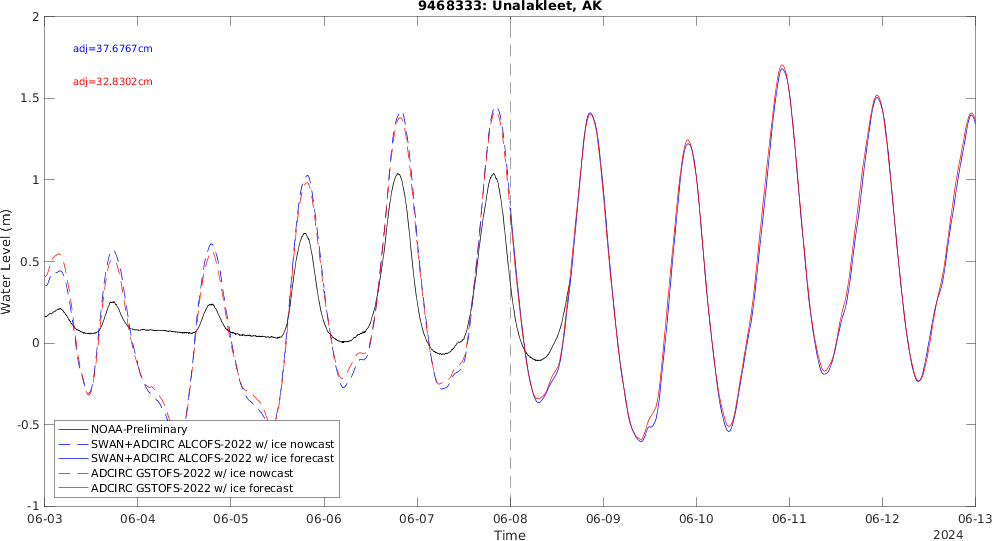 9468333: Unalakleet, AK
adj=37.6767cm
adj=32.8302cm
Water Level (m)
2
1.5
1
0.5
0
-0.5
-1
NOAA-Preliminary
SWAN+ADCIRC ALCOFS-2022 w/ ice nowcast
SWAN+ADCIRC ALCOFS-2022 w/ ice forecast
ADCIRC GSTOFS-2022 w/ ice nowcast
ADCIRC GSTOFS-2022 w/ ice forecast
06-03 06-04 06-05 06-06 06-07 06-08 06-09 06-10 06-11 06-12 06-13
Time
2024